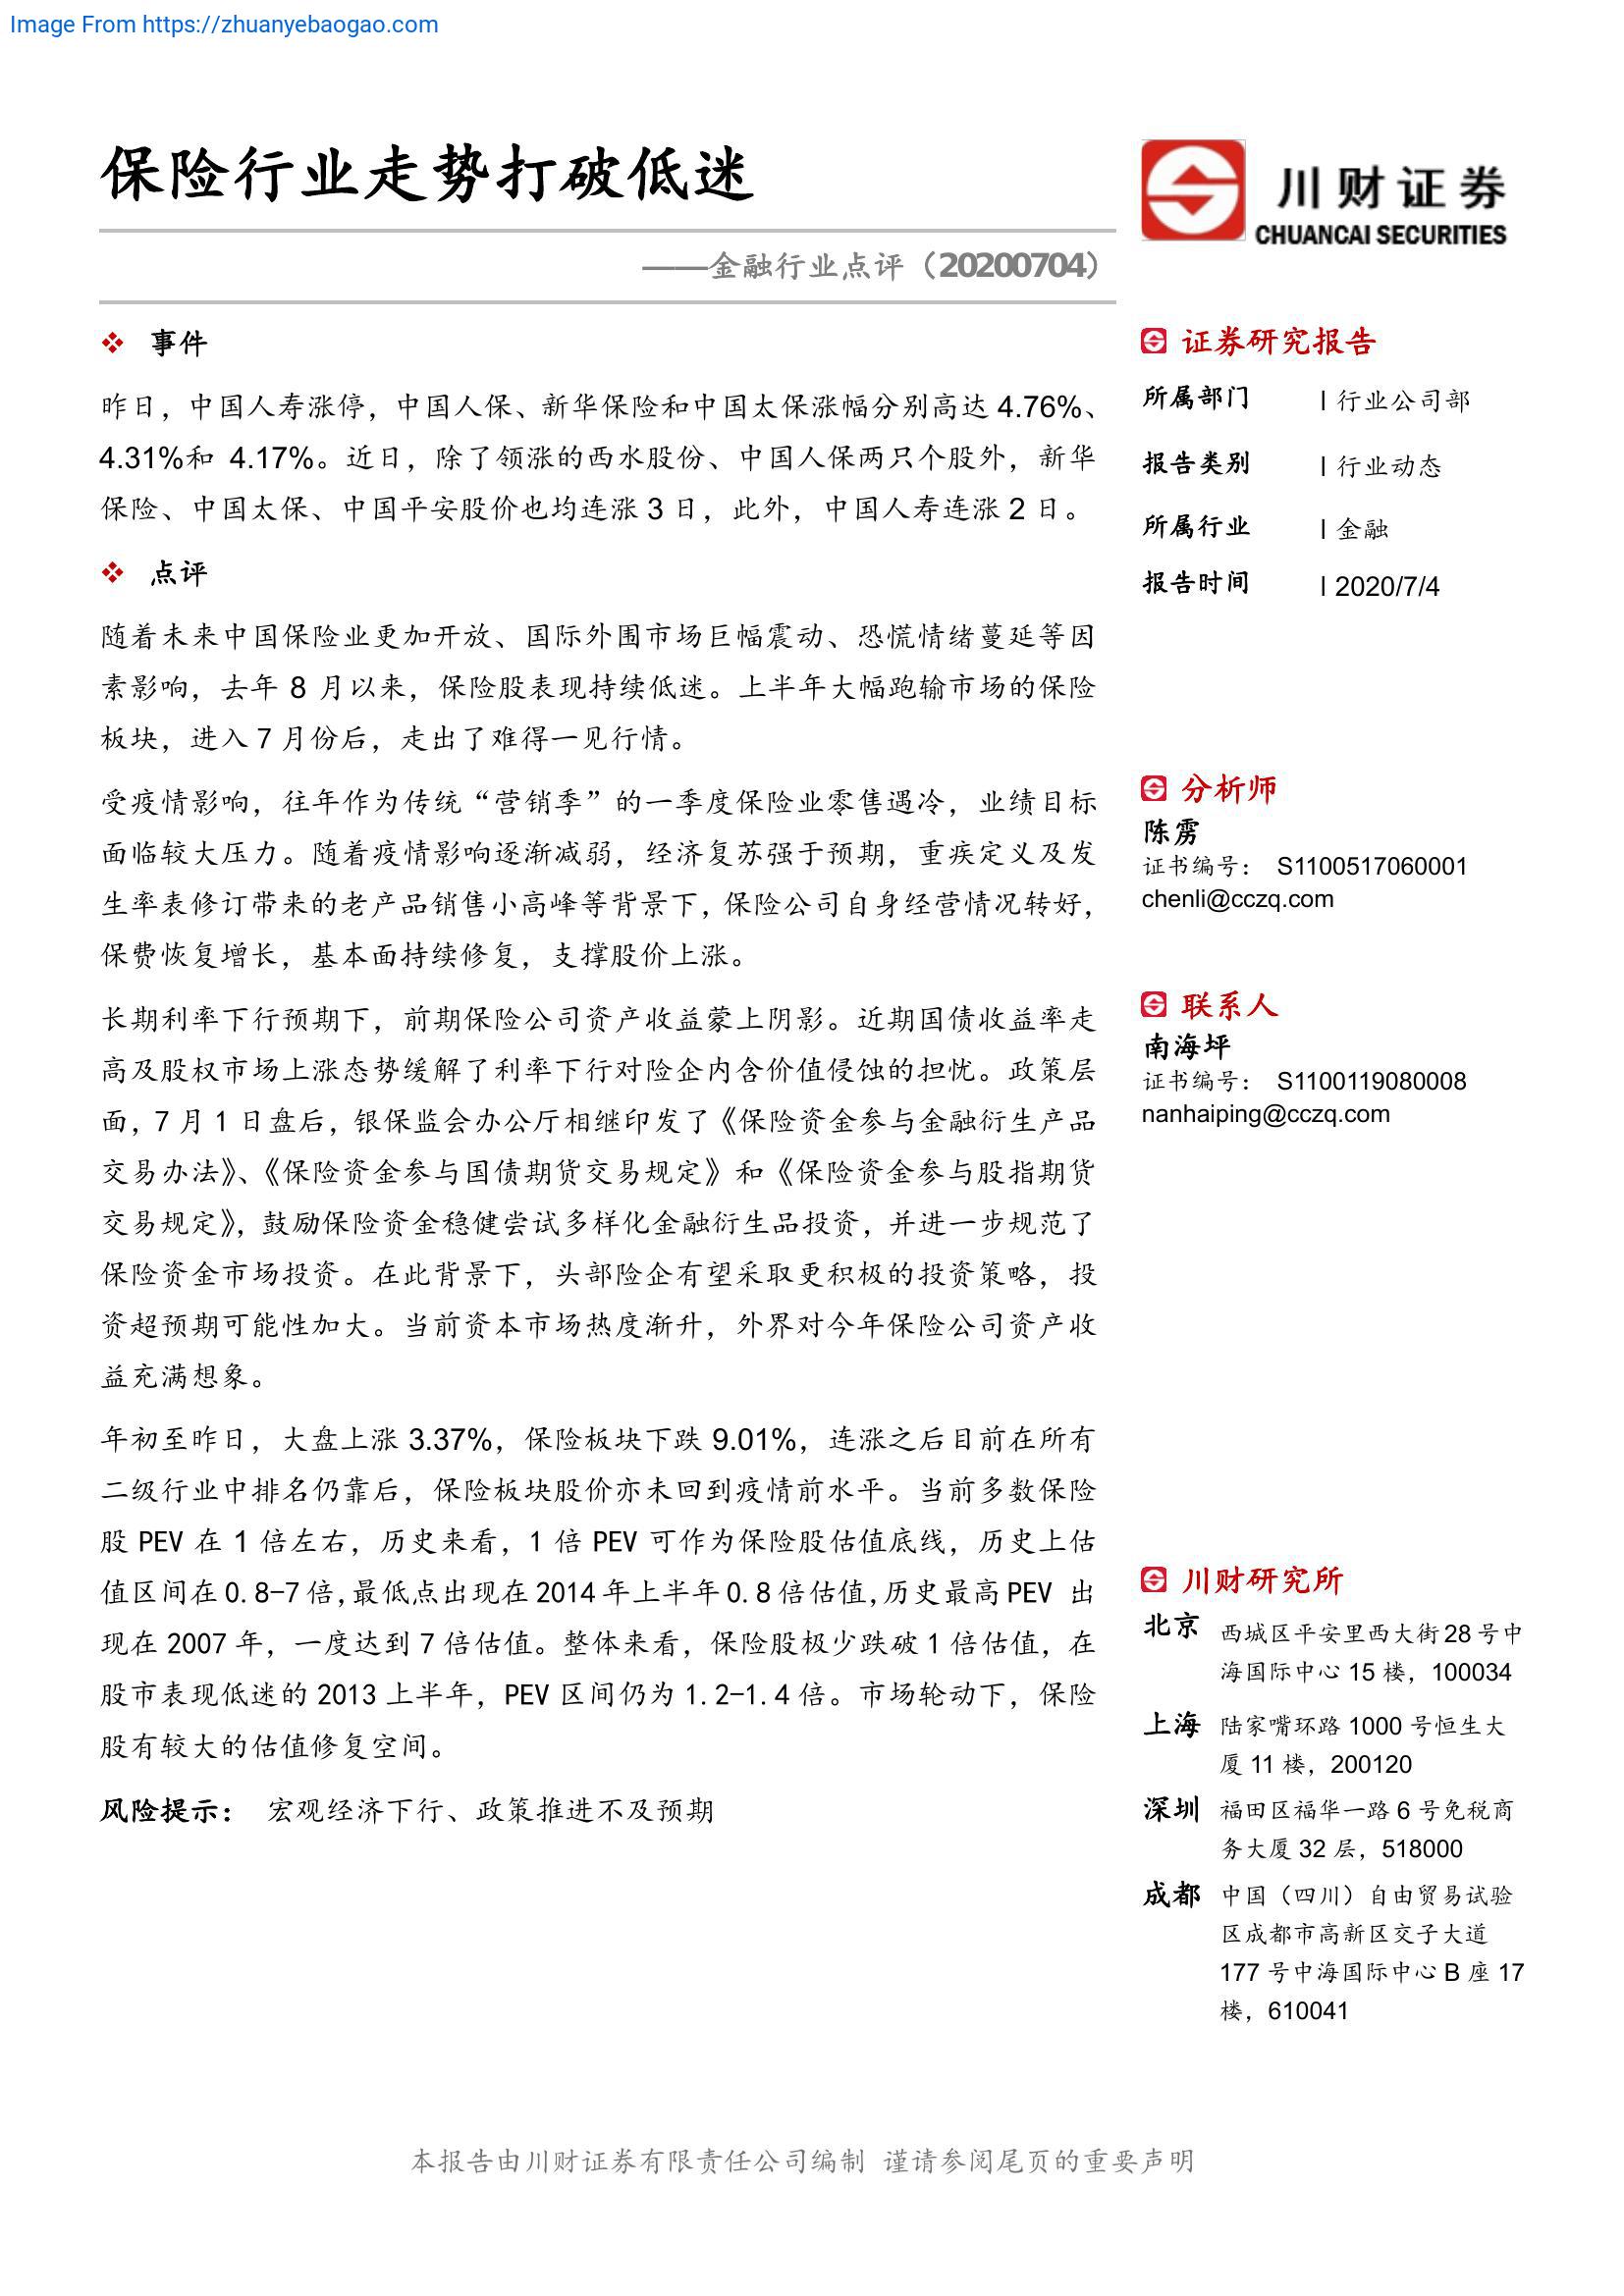 Image From https://zhuanyebaogao.com
保险行业走势打破低迷
——金融行业点评（20200704）
川财证券
CHUANCAI SECURITIES
事件
昨日，中国人寿涨停，中国人保、新华保险和中国太保涨幅分别高达 4.76%、
4.31%和 4.17%。近日，除了领涨的西水股份、中国人保两只个股外，新华
保险、中国太保、中国平安股价也均连涨 3 日，此外，中国人寿连涨 2 日。
点评
随着未来中国保险业更加开放、国际外围市场巨幅震动、恐慌情绪蔓延等因
素影响，去年 8 月以来，保险股表现持续低迷。上半年大幅跑输市场的保险
板块，进入 7 月份后，走出了难得一见行情。
受疫情影响，往年作为传统“营销季”的一季度保险业零售遇冷，业绩目标
面临较大压力。随着疫情影响逐渐减弱，经济复苏强于预期，重疾定义及发
生率表修订带来的老产品销售小高峰等背景下，保险公司自身经营情况转好，
保费恢复增长，基本面持续修复，支撑股价上涨。
长期利率下行预期下，前期保险公司资产收益蒙上阴影。近期国债收益率走
高及股权市场上涨态势缓解了利率下行对险企内含价值侵蚀的担忧。政策层
面，7 月 1 日盘后，银保监会办公厅相继印发了《保险资金参与金融衍生产品
交易办法》、《保险资金参与国债期货交易规定》和《保险资金参与股指期货
交易规定》，鼓励保险资金稳健尝试多样化金融衍生品投资，并进一步规范了
保险资金市场投资。在此背景下，头部险企有望采取更积极的投资策略，投
资超预期可能性加大。当前资本市场热度渐升，外界对今年保险公司资产收
益充满想象。
年初至昨日，大盘上涨 3.37%，保险板块下跌 9.01%，连涨之后目前在所有
二级行业中排名仍靠后，保险板块股价亦未回到疫情前水平。当前多数保险
股 PEV 在 1 倍左右，历史来看，1 倍 PEV 可作为保险股估值底线，历史上估
值区间在 0.8-7 倍，最低点出现在 2014 年上半年 0.8 倍估值，历史最高 PEV 出
现在 2007 年，一度达到 7 倍估值。整体来看，保险股极少跌破 1 倍估值，在
股市表现低迷的 2013 上半年，PEV 区间仍为 1.2-1.4 倍。市场轮动下，保险
股有较大的估值修复空间。
风险提示： 宏观经济下行、政策推进不及预期
证券研究报告
所属部门 l 行业公司部
报告类别 l 行业动态
所属行业 l 金融
报告时间 l 2020/7/4
分析师
陈雳
证书编号： S1100517060001
chenli@cczq.com
联系人
南海坪
证书编号： S1100119080008
nanhaiping@cczq.com
川财研究所
北京 西城区平安里西大街 28 号中
海国际中心 15 楼，100034
上海 陆家嘴环路 1000 号恒生大
厦 11 楼，200120
深圳 福田区福华一路 6 号免税商
务大厦 32 层，518000
成都 中国（四川）自由贸易试验
区成都市高新区交子大道
177 号中海国际中心 B 座 17
楼，610041
本报告由川财证券有限责任公司编制 谨请参阅尾页的重要声明